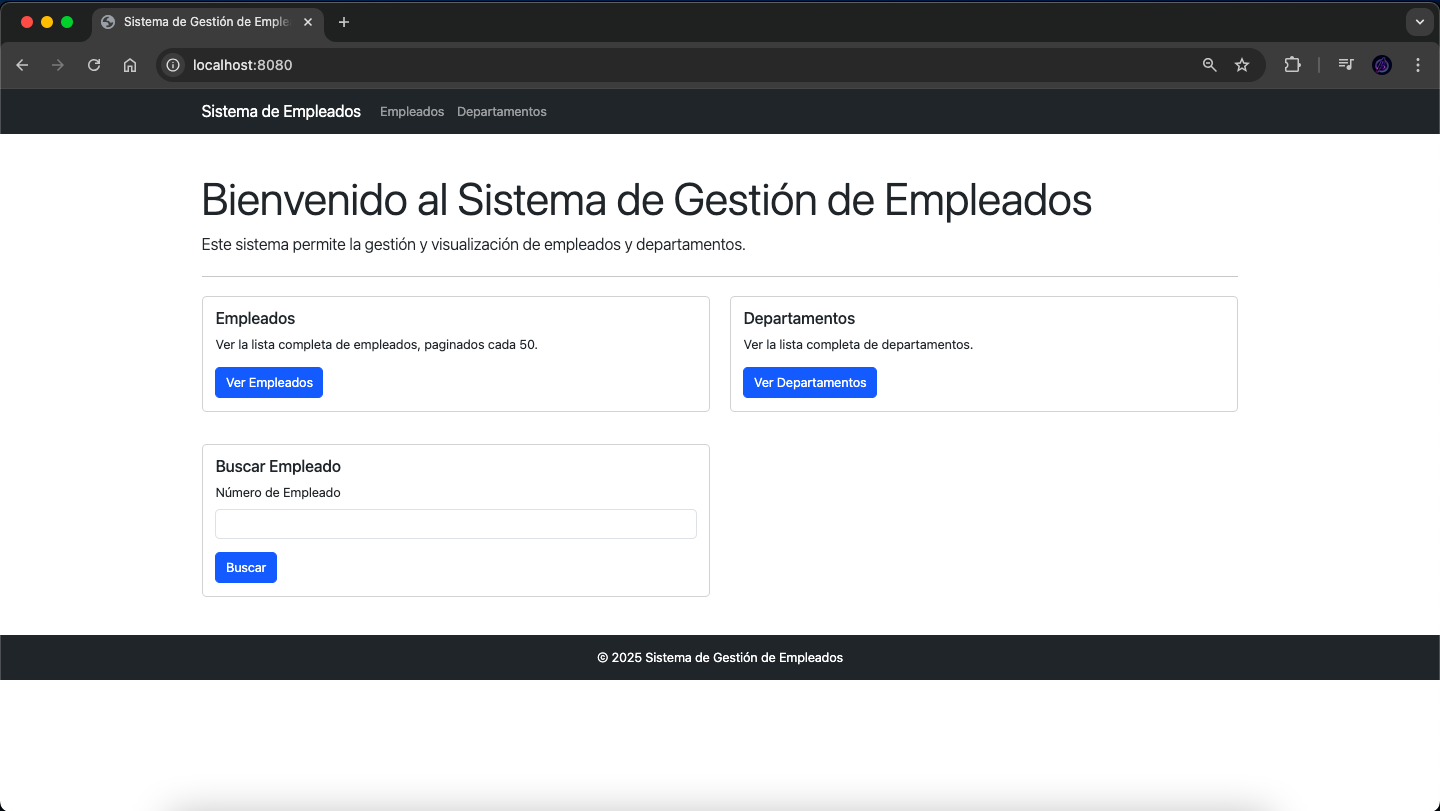 Sistema de Gestión de Emple
localhost:8080
Sistema de Empleados Empleados Departamentos
Bienvenido al Sistema de Gestión de Empleados
Este sistema permite la gestión y visualización de empleados y departamentos.
Empleados
Ver la lista completa de empleados, paginados cada 50.
Ver Empleados
Departamentos
Ver la lista completa de departamentos.
Ver Departamentos
Buscar Empleado
Número de Empleado
Buscar
© 2025 Sistema de Gestión de Empleados